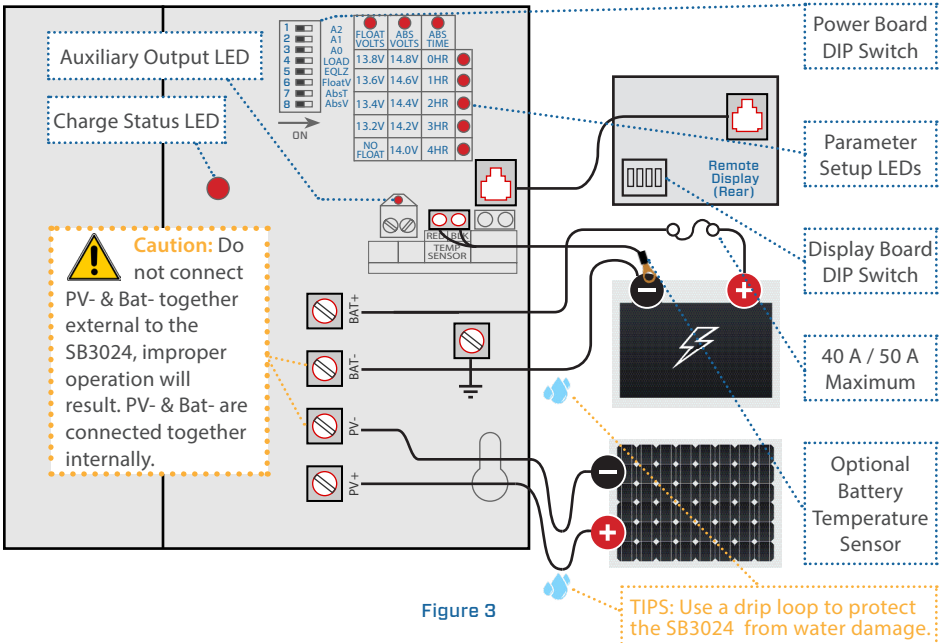 1 A2
2 A1
3 A0
4 LOAD
5 EQLZ
6 FloatV
7 AbsT
8 AbsV
ON
FLOAT VOLTS ABS VOLTS ABS TIME
13.8V 14.8V 0HR
13.6V 14.6V 1HR
13.4V 14.4V 2HR
13.2V 14.2V 3HR
NO FLOAT 14.0V 4HR
Auxiliary Output LED
Charge Status LED
Power Board
DIP Switch
Parameter
Setup LEDs
Remote
Display
(Rear)
Display Board
DIP Switch
RED BLK
TEMP
SENSOR
Caution: Do
not connect
PV- & Bat- together
external to the
SB3024, improper
operation will
result. PV- & Bat- are
connected together
internally.
BAT+
BAT-
PV-
PV+
40 A / 50 A
Maximum
Optional
Battery
Temperature
Sensor
Figure 3
TIPS: Use a drip loop to protect
the SB3024 from water damage.